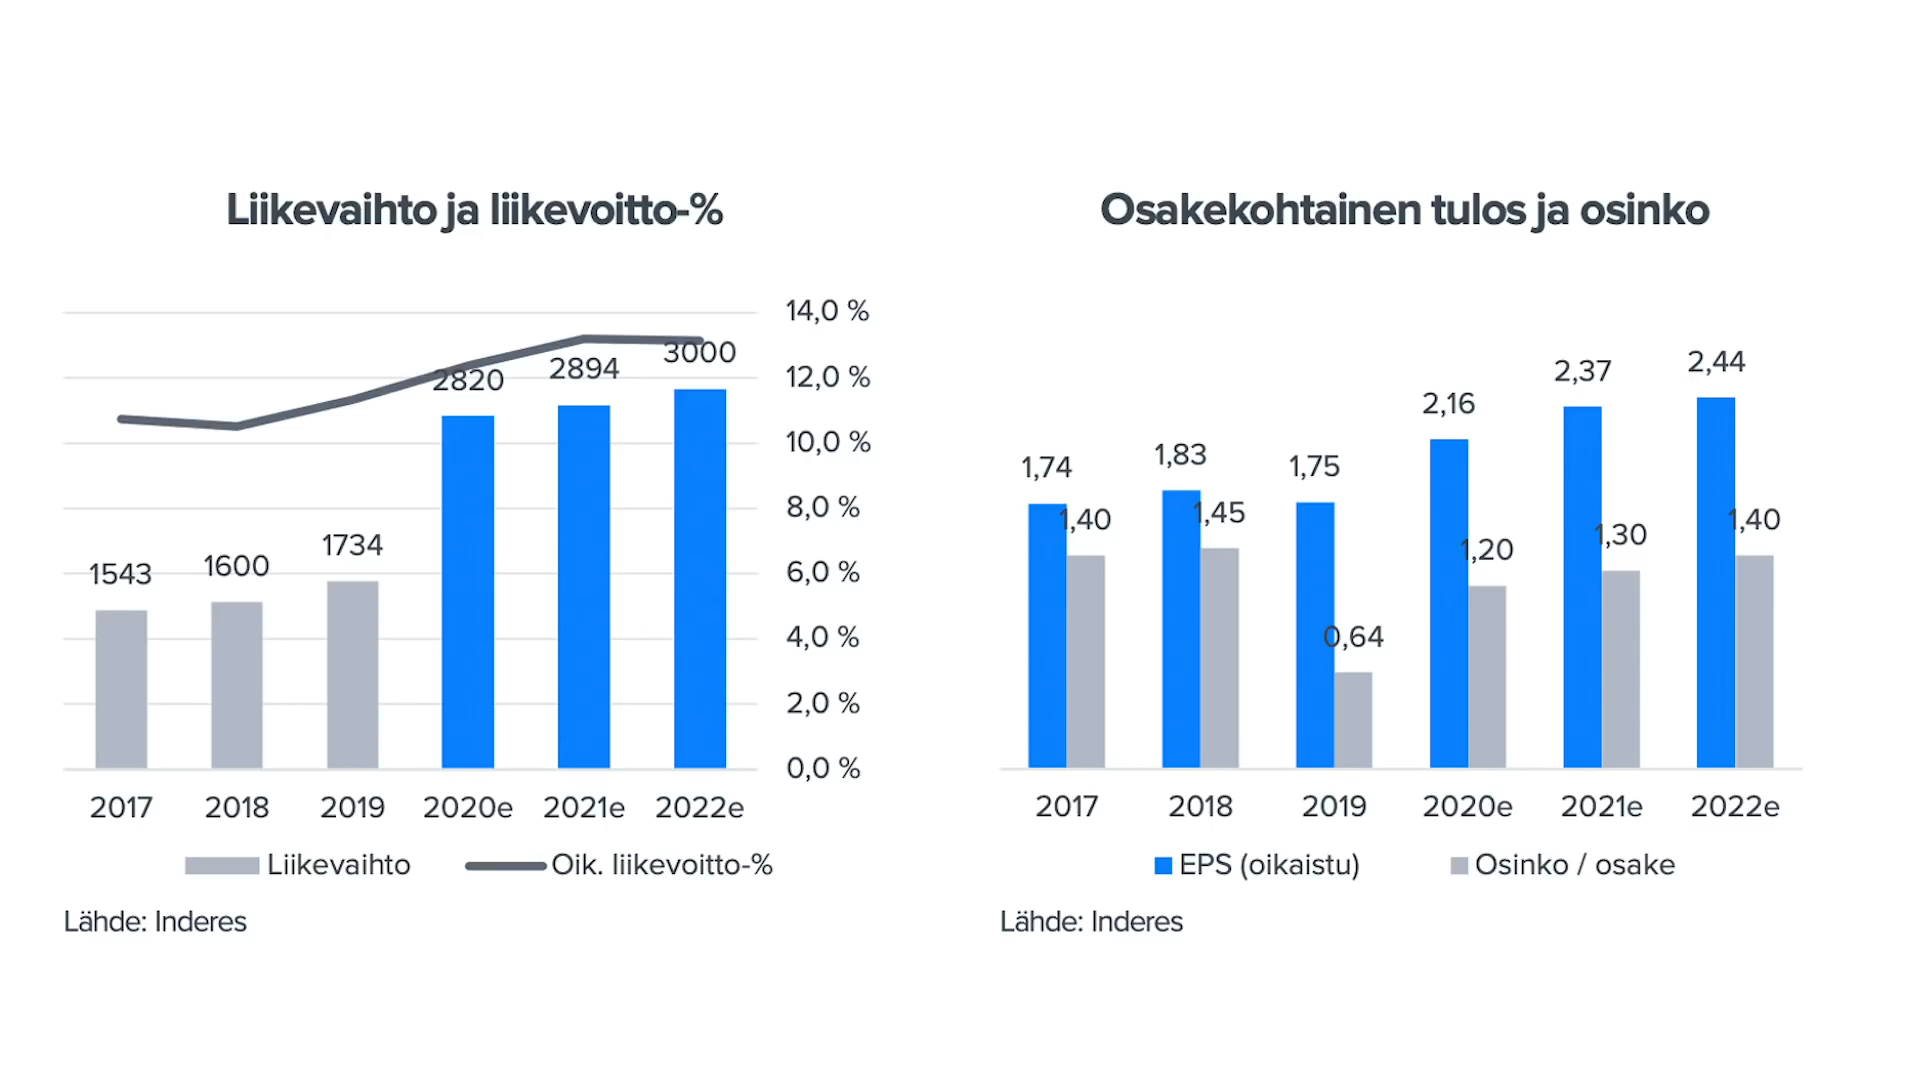 Liikevaihto ja liikevoitto-%
14,0 %
12,0 %
10,0 %
8,0 %
6,0 %
4,0 %
2,0 %
0,0 %
1543
1600
1734
2820
2894
3000
2017
2018
2019
2020e
2021e
2022e
Liikevaihto
Oik. liikevoitto-%
Lähde: Inderes
Osakekohtainen tulos ja osinko
1,74
1,40
1,83
1,45
1,75
0,64
2,16
1,20
2,37
1,30
2,44
1,40
2017
2018
2019
2020e
2021e
2022e
EPS (oikaistu)
Osinko / osake
Lähde: Inderes